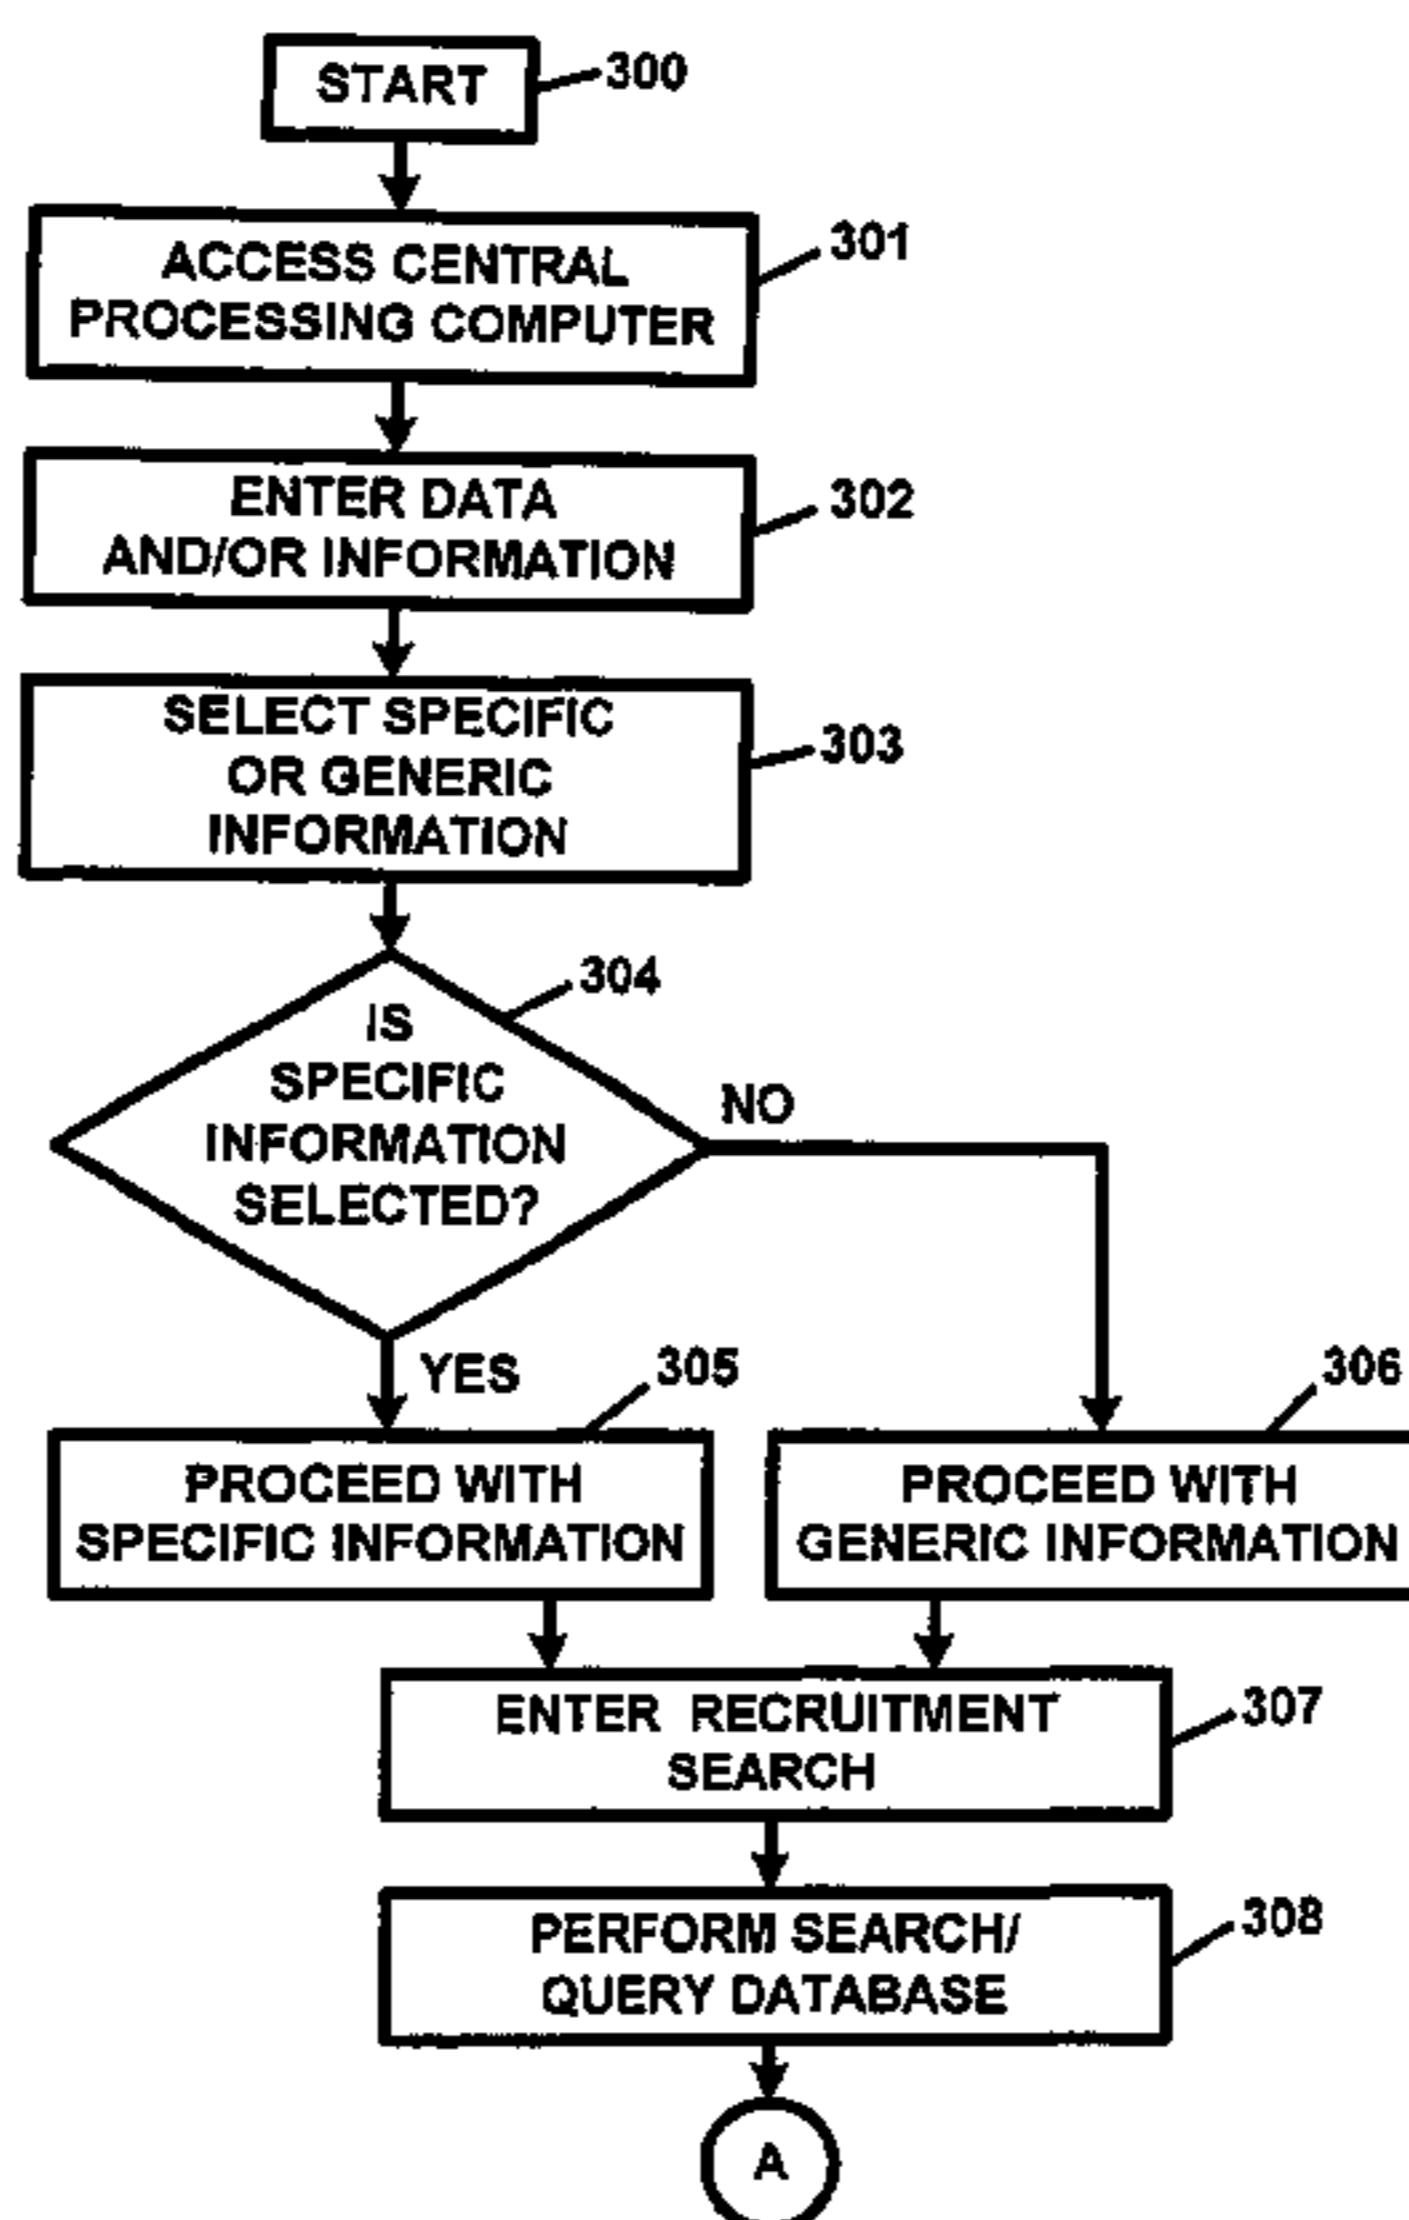 START
300
ACCESS CENTRAL
PROCESSING COMPUTER
301
ENTER DATA
AND/OR INFORMATION
302
SELECT SPECIFIC
OR GENERIC
INFORMATION
303
304
IS
SPECIFIC
INFORMATION
SELECTED?
NO
YES
305
306
PROCEED WITH
SPECIFIC INFORMATION
PROCEED WITH
GENERIC INFORMATION
ENTER RECRUITMENT
SEARCH
307
PERFORM SEARCH/
QUERY DATABASE
308
A